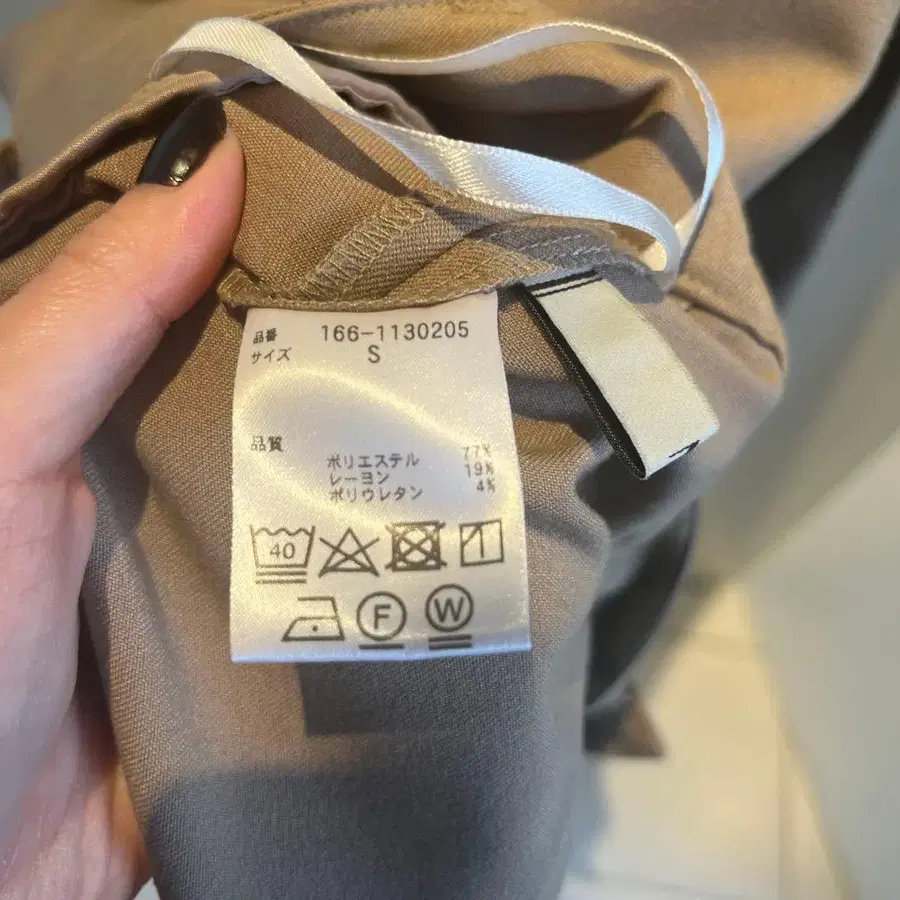 品番 166-1130205
サイズ S
品質
ポリエステル 77%
レーヨン 19%
ポリウレタン 4%
40
F W